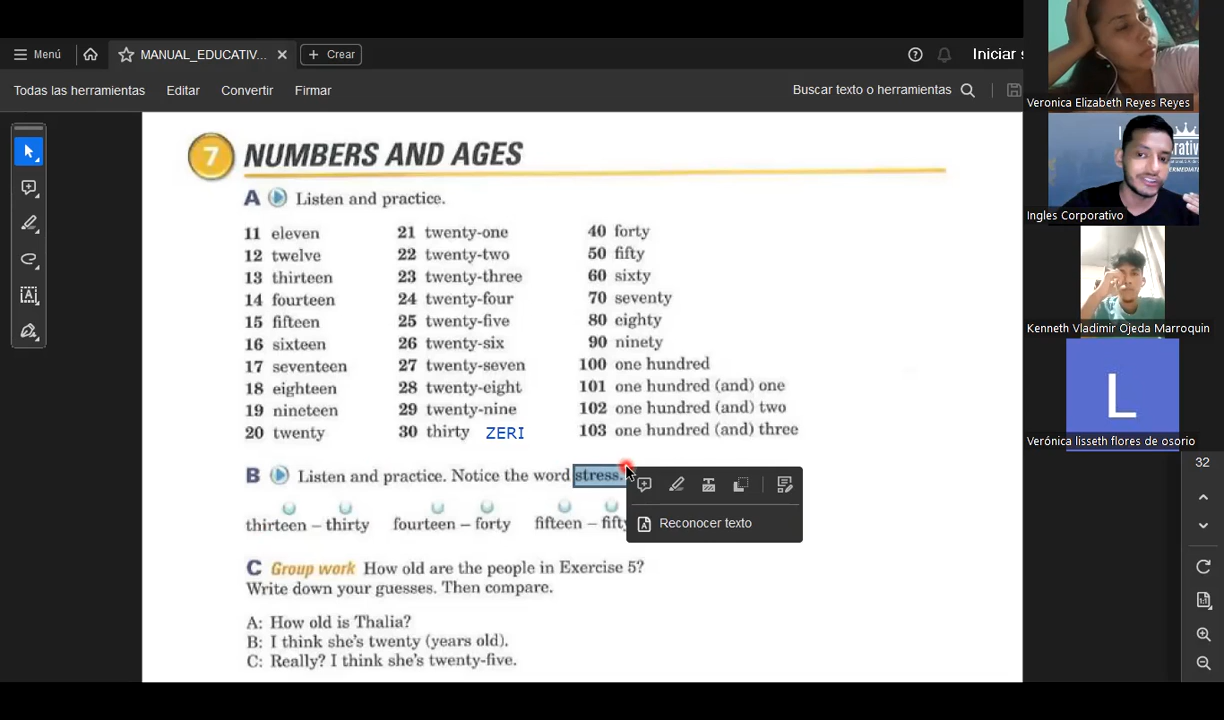 Menú
MANUAL_EDUCATIV...
Crear
Iniciar s
Todas las herramientas
Editar
Convertir
Firmar
Buscar texto o herramientas
7 NUMBERS AND AGES
A Listen and practice.
11 eleven
12 twelve
13 thirteen
14 fourteen
15 fifteen
16 sixteen
17 seventeen
18 eighteen
19 nineteen
20 twenty
21 twenty-one
22 twenty-two
23 twenty-three
24 twenty-four
25 twenty-five
26 twenty-six
27 twenty-seven
28 twenty-eight
29 twenty-nine
30 thirty ZERI
40 forty
50 fifty
60 sixty
70 seventy
80 eighty
90 ninety
100 one hundred
101 one hundred (and) one
102 one hundred (and) two
103 one hundred (and) three
B Listen and practice. Notice the word stress.
thirteen – thirty fourteen – forty fifteen – fifty
Reconocer texto
C Group work How old are the people in Exercise 5?
Write down your guesses. Then compare.
A: How old is Thalia?
B: I think she's twenty (years old).
C: Really? I think she's twenty-five.
Veronica Elizabeth Reyes Reyes
Ingles Corporativo
Kenneth Vladimir Ojeda Marroquin
L
Verónica lisseth flores de osorio
32
1:1